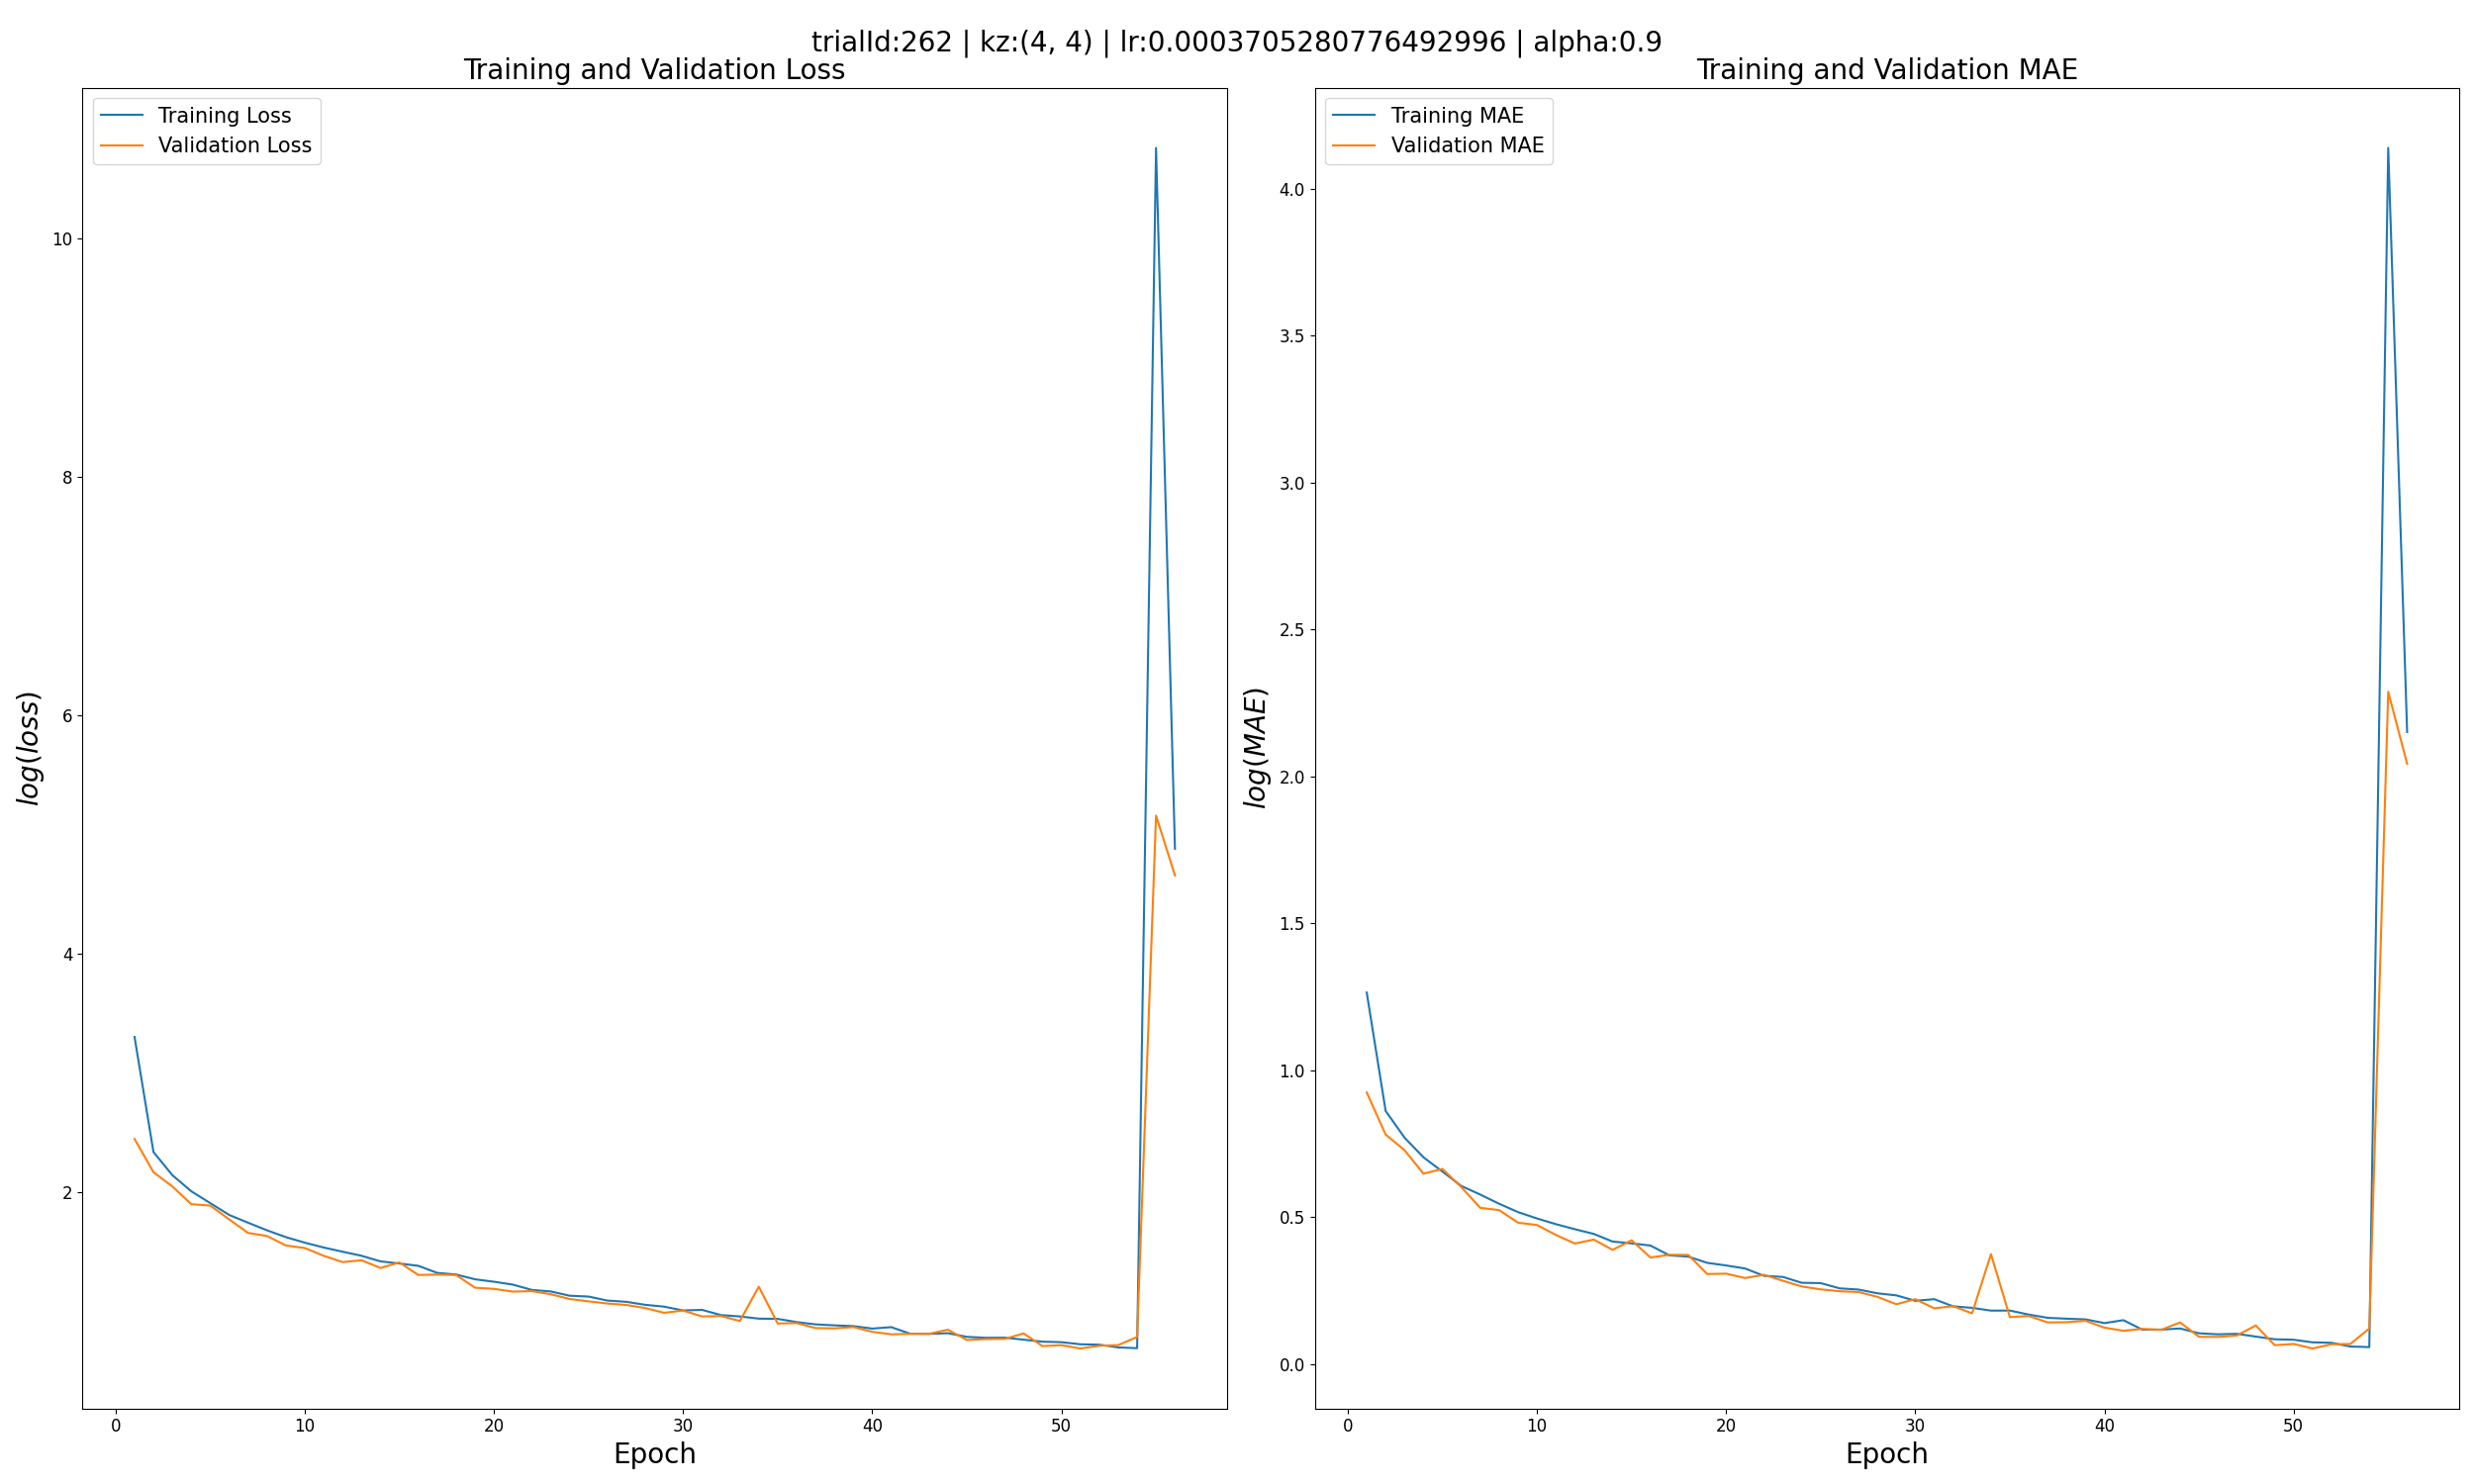 trialId:262 | kz:(4, 4) | lr:0.0003705280776492996 | alpha:0.9
Training and Validation Loss
Training Loss
Validation Loss
log(loss)
10
8
6
4
2
0 10 20 30 40 50
Epoch
Training and Validation MAE
Training MAE
Validation MAE
log(MAE)
4.0
3.5
3.0
2.5
2.0
1.5
1.0
0.5
0.0
0 10 20 30 40 50
Epoch